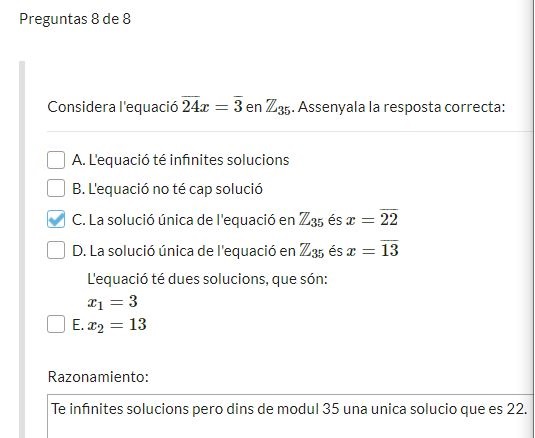 Preguntas 8 de 8
Considera l'equació $\overline{24}x = \overline{3}$ en $\mathbb{Z}_{35}$. Assenyala la resposta correcta:
A. L'equació té infinites solucions
B. L'equació no té cap solució
C. La solució única de l'equació en $\mathbb{Z}_{35}$ és $x = \overline{22}$
D. La solució única de l'equació en $\mathbb{Z}_{35}$ és $x = \overline{13}$
L'equació té dues solucions, que són:
$x_1 = 3$
E. $x_2 = 13$
Razonamiento:
Te infinites solucions pero dins de modul 35 una unica solucio que es 22.